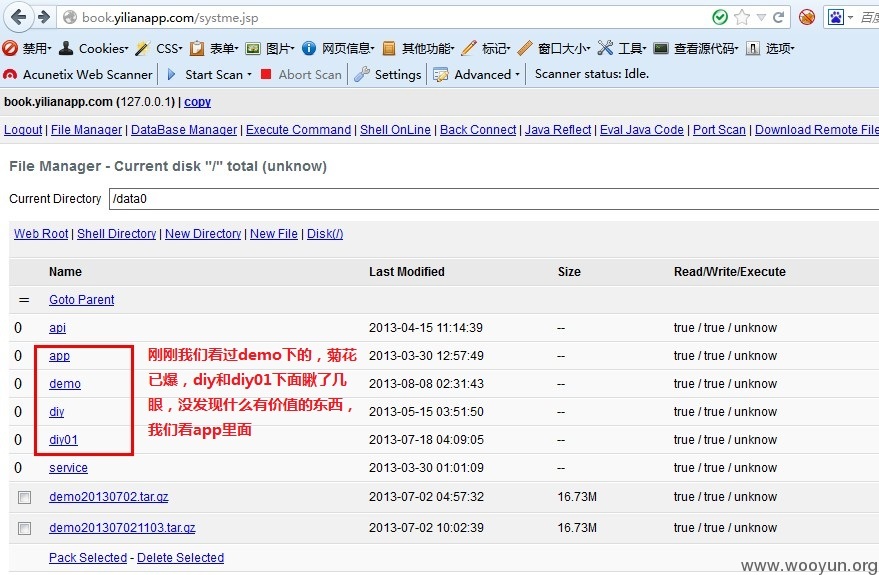 book.yilianapp.com/systme.jsp
禁用 Cookies CSS 表单 图片 网页信息 其他功能 标记 窗口大小 工具 查看源代码 选项
Acunetix Web Scanner Start Scan Abort Scan Settings Advanced Scanner status: Idle.
book.yilianapp.com (127.0.0.1) | copy
Logout | File Manager | DataBase Manager | Execute Command | Shell OnLine | Back Connect | Java Reflect | Eval Java Code | Port Scan | Download Remote File
File Manager - Current disk "/" total (unknow)
Current Directory /data0
Web Root | Shell Directory | New Directory | New File | Disk(/)
Name Last Modified Size Read/Write/Execute
= Goto Parent
0 api 2013-04-15 11:14:39 -- true / true / unknow
0 app 2013-03-30 12:57:49 -- true / true / unknow
0 demo 2013-08-08 02:31:43 -- true / true / unknow
0 diy 2013-05-15 03:51:50 -- true / true / unknow
0 diy01 2013-07-18 04:09:05 -- true / true / unknow
刚刚我们看过demo下的，菊花
已爆，diy和diy01下面瞅了几
眼，没发现什么有价值的东西，
我们看app里面
0 service 2013-03-30 01:01:09 -- true / true / unknow
demo20130702.tar.gz 2013-07-02 04:57:32 16.73M true / true / unknow
demo201307021103.tar.gz 2013-07-02 10:02:39 16.73M true / true / unknow
Pack Selected - Delete Selected
www.wooyun.org